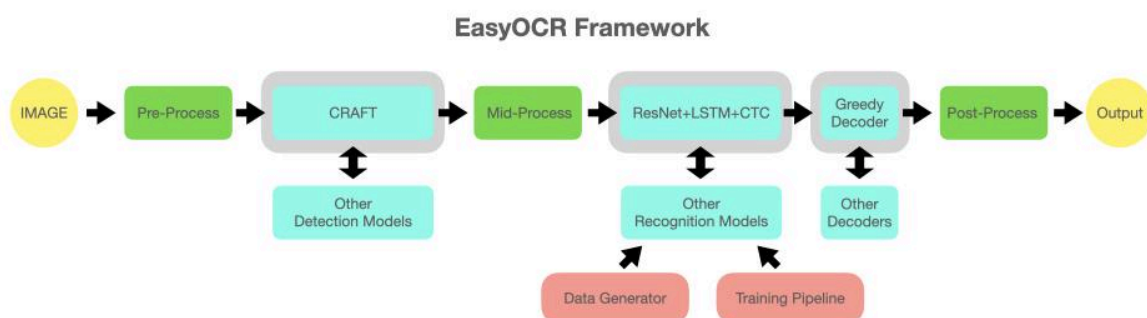 EasyOCR Framework
IMAGE
Pre-Process
CRAFT
Mid-Process
ResNet+LSTM+CTC
Greedy
Decoder
Post-Process
Output
Other
Detection Models
Other
Recognition Models
Other
Decoders
Data Generator
Training Pipeline